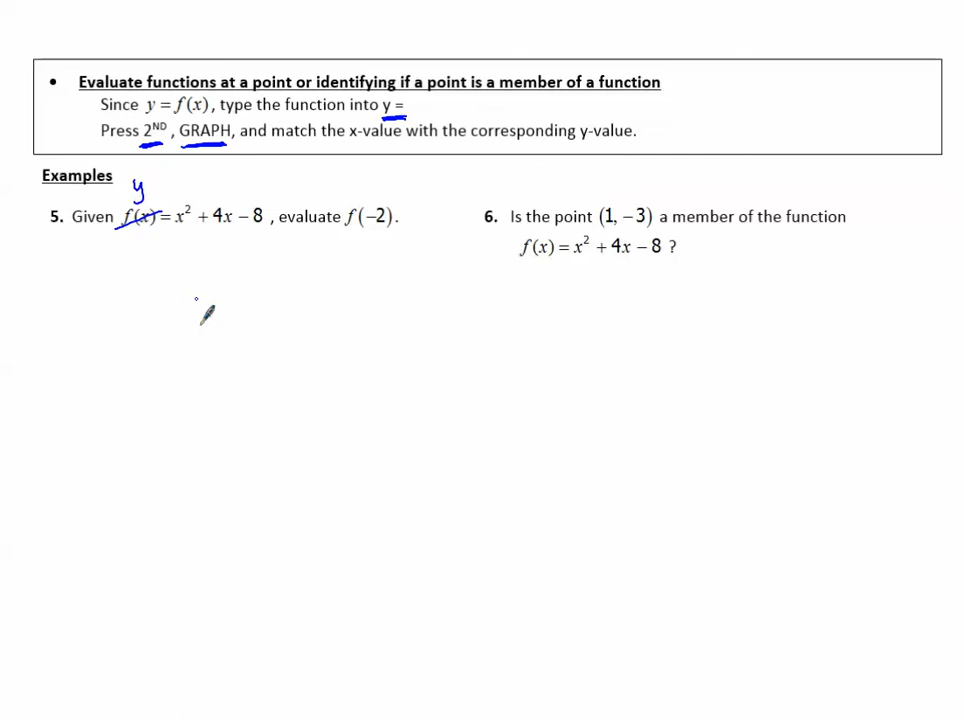 • Evaluate functions at a point or identifying if a point is a member of a function
Since y = f(x), type the function into y =
Press 2ND , GRAPH, and match the x-value with the corresponding y-value.
Examples
y
5. Given f(x) = x² + 4x − 8 , evaluate f(−2).
6. Is the point (1, −3) a member of the function
f(x) = x² + 4x − 8 ?